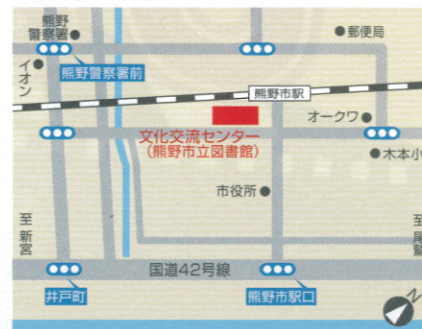 熊野
警察署
郵便局
イオン
熊野警察署前
熊野市駅
オークワ
文化交流センター
(熊野市立図書館)
木本小
市役所
至 新宮
至 尾鷲
国道42号線
井戸町
熊野市駅口
N